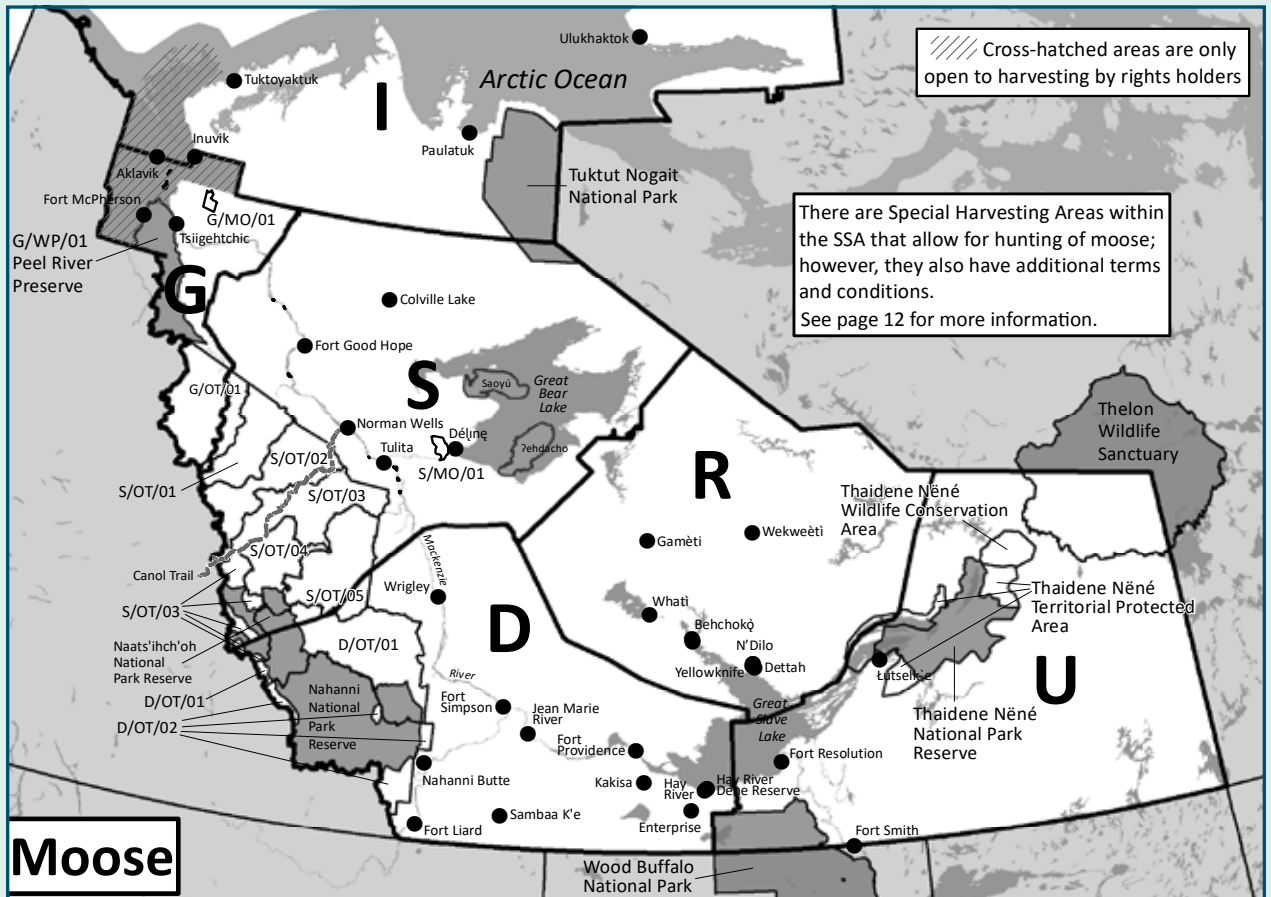 Ulukhaktok
Cross-hatched areas are only
open to harvesting by rights holders
Arctic Ocean
Tuktoyaktuk
I
Inuvik
Paulatuk
Aklavik
Tuktut Nogait
National Park
Fort McPherson
G/MO/01
Tsiigehtchic
There are Special Harvesting Areas within
the SSA that allow for hunting of moose;
however, they also have additional terms
and conditions.
See page 12 for more information.
G/WP/01
Peel River
Preserve
G
Colville Lake
Fort Good Hope
S
Saoyú
Great
Bear
Lake
G/OT/01
Thelon
Wildlife
Sanctuary
Norman Wells
Délı̨nę
Tulita
ʔehdacho
S/OT/02
S/MO/01
R
S/OT/01
S/OT/03
Thaidene Nëné
Wildlife Conservation
Area
Wekweètì
Gamèti
S/OT/04
Mackenzie
Canol Trail
Wrigley
S/OT/05
S/OT/03
Thaidene Nëné
Territorial Protected
Area
Whatì
D
Behchokǫ̀
D/OT/01
Naats'ihch'oh
National
Park Reserve
N'Dilo
Dettah
Yellowknife
Łutselk'e
U
River
D/OT/01
Nahanni
National
Park
Reserve
Fort
Simpson
Great
Slave
Lake
Thaidene Nëné
National Park
Reserve
Jean Marie
River
D/OT/02
Fort
Providence
Fort Resolution
Nahanni Butte
Kakisa
Hay
River
Hay River
Dene Reserve
Sambaa K'e
Enterprise
Fort Liard
Fort Smith
Moose
Wood Buffalo
National Park